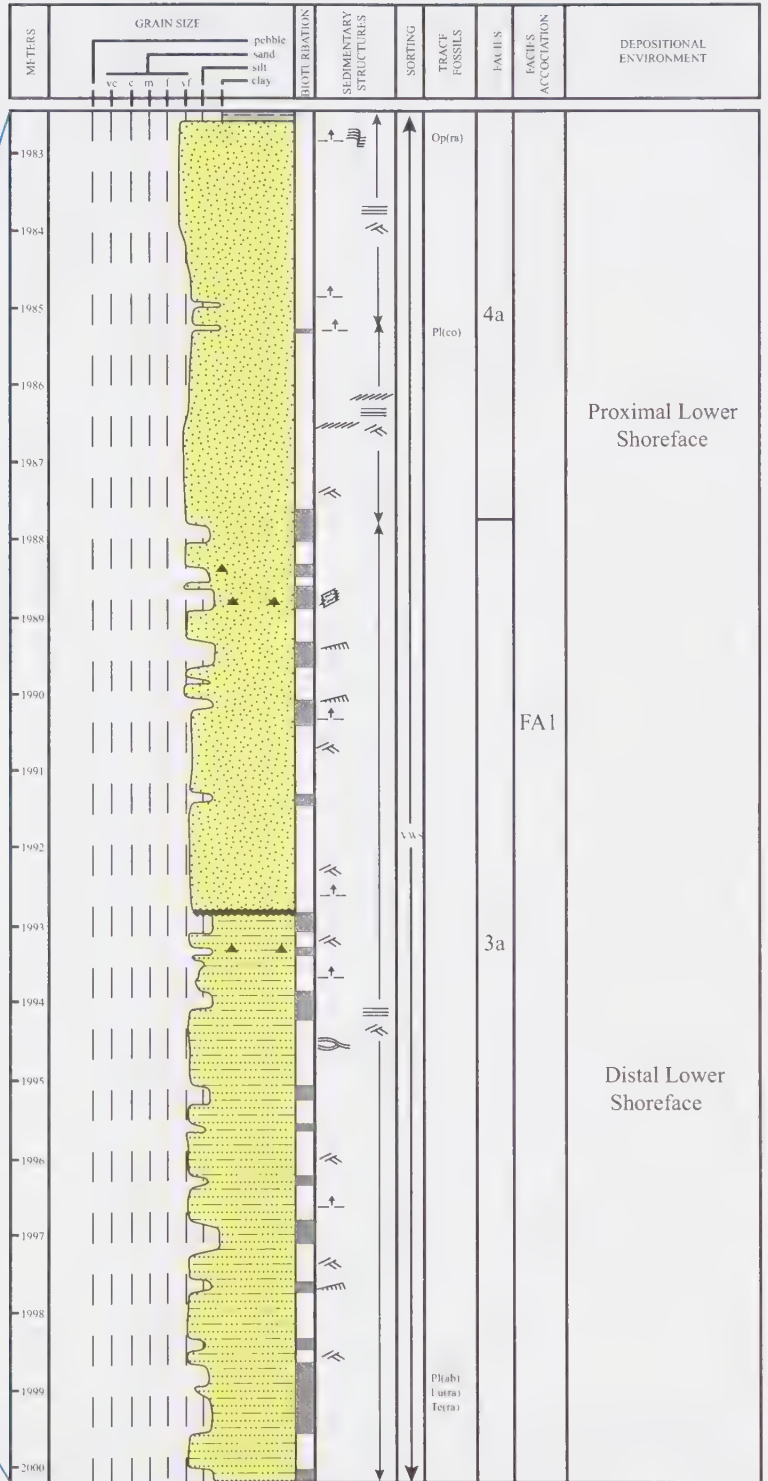 METERS
GRAIN SIZE
pebble
sand
silt
clay
vc c m f vf
BIOTURBATION
SEDIMENTARY
STRUCTURES
SORTING
TRACE
FOSSILS
FACIES
FACIES
ACCOCIATION
DEPOSITIONAL
ENVIRONMENT
1983
Op(ra)
1984
1985
4a
Pl(co)
1986
Proximal Lower
Shoreface
1987
1988
1989
1990
FA1
1991
1992
VWS
1993
3a
1994
1995
Distal Lower
Shoreface
1996
1997
1998
Pl(ab)
1999
Te(ra)
2000